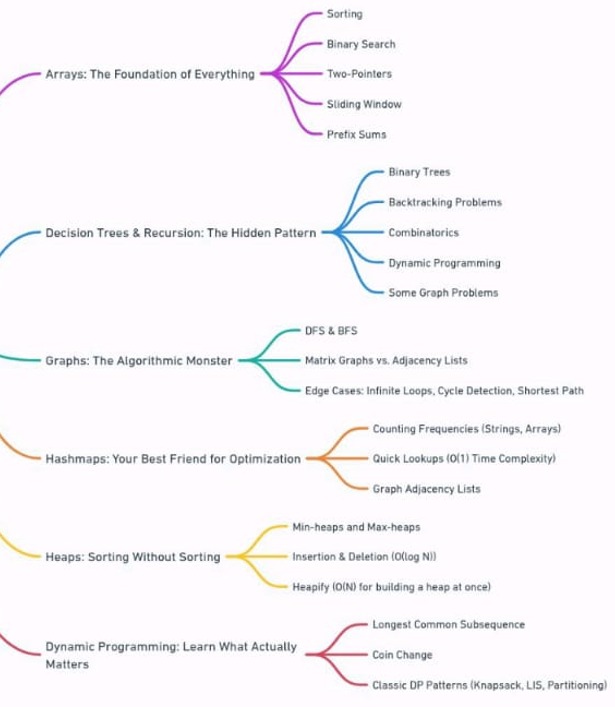 Arrays: The Foundation of Everything
Sorting
Binary Search
Two-Pointers
Sliding Window
Prefix Sums
Decision Trees & Recursion: The Hidden Pattern
Binary Trees
Backtracking Problems
Combinatorics
Dynamic Programming
Some Graph Problems
Graphs: The Algorithmic Monster
DFS & BFS
Matrix Graphs vs. Adjacency Lists
Edge Cases: Infinite Loops, Cycle Detection, Shortest Path
Hashmaps: Your Best Friend for Optimization
Counting Frequencies (Strings, Arrays)
Quick Lookups (O(1) Time Complexity)
Graph Adjacency Lists
Heaps: Sorting Without Sorting
Min-heaps and Max-heaps
Insertion & Deletion (O(log N))
Heapify (O(N) for building a heap at once)
Dynamic Programming: Learn What Actually
Matters
Longest Common Subsequence
Coin Change
Classic DP Patterns (Knapsack, LIS, Partitioning)